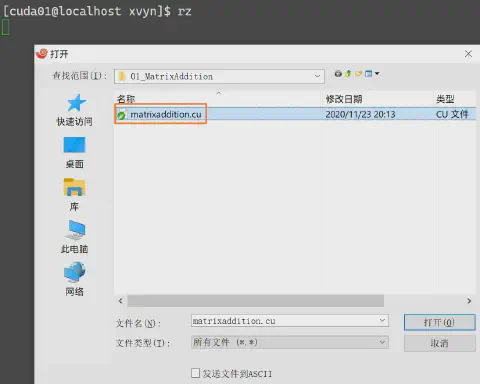 [cuda01@localhost xvyn]$ rz
打开
查找范围(I): 01_MatrixAddition
名称 修改日期 类型
matrixaddition.cu 2020/11/23 20:13 CU 文件
快速访问
桌面
库
此电脑
网络
文件名(N): matrixaddition.cu 打开(O)
文件类型(T): 所有文件 (*.*) 取消
发送文件到ASCII